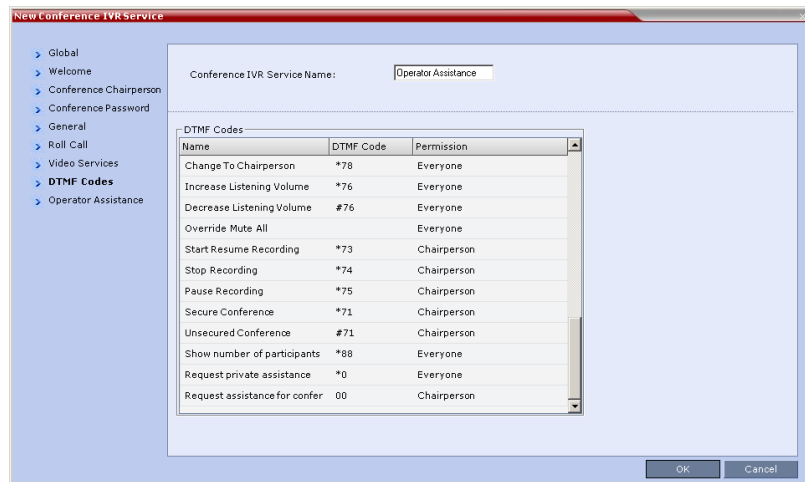 New Conference IVR Service
Global
Welcome
Conference Chairperson
Conference Password
General
Roll Call
Video Services
DTMF Codes
Operator Assistance
Conference IVR Service Name: Operator Assistance
DTMF Codes
Name DTMF Code Permission
Change To Chairperson *78 Everyone
Increase Listening Volume *76 Everyone
Decrease Listening Volume #76 Everyone
Override Mute All Everyone
Start Resume Recording *73 Chairperson
Stop Recording *74 Chairperson
Pause Recording *75 Chairperson
Secure Conference *71 Chairperson
Unsecured Conference #71 Chairperson
Show number of participants *88 Everyone
Request private assistance *0 Everyone
Request assistance for confer 00 Chairperson
OK Cancel